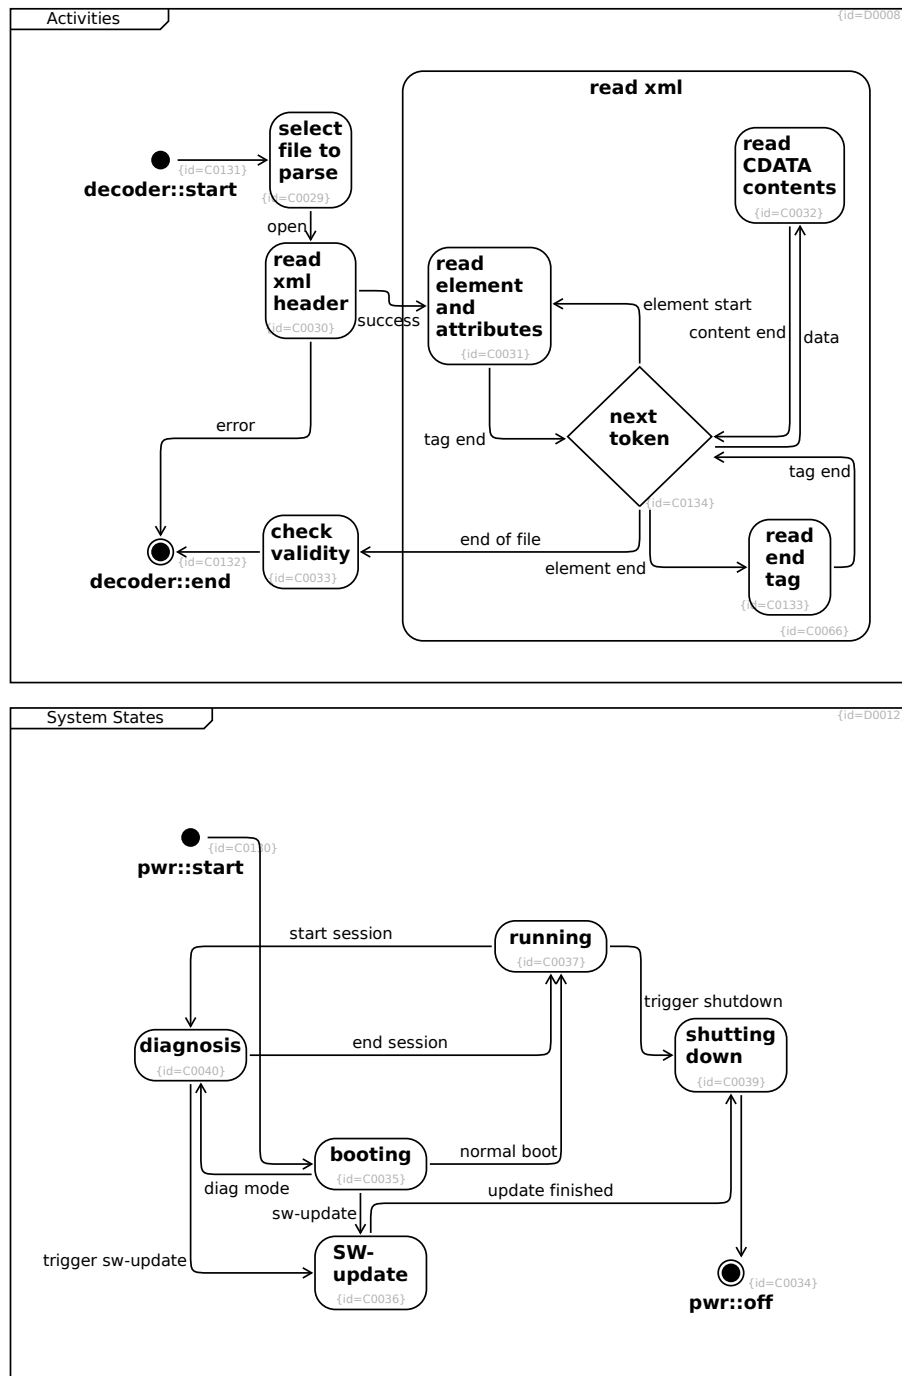 Activities
{id=D0008
read xml
select
file to
parse
{id=C0029}
read
CDATA
contents
{id=C0032}
{id=C0131}
decoder::start
open
read
xml
header
{id=C0030}
success
read
element
and
attributes
{id=C0031}
element start
content end
data
next
token
{id=C0134}
tag end
tag end
error
check
validity
{id=C0033}
end of file
element end
read
end
tag
{id=C0133}
{id=C0132}
decoder::end
{id=C0066}
System States
{id=D0012
{id=C0130}
pwr::start
start session
running
{id=C0037}
trigger shutdown
diagnosis
{id=C0040}
end session
shutting
down
{id=C0039}
booting
{id=C0035}
normal boot
diag mode
update finished
sw-update
trigger sw-update
SW-
update
{id=C0036}
{id=C0034}
pwr::off